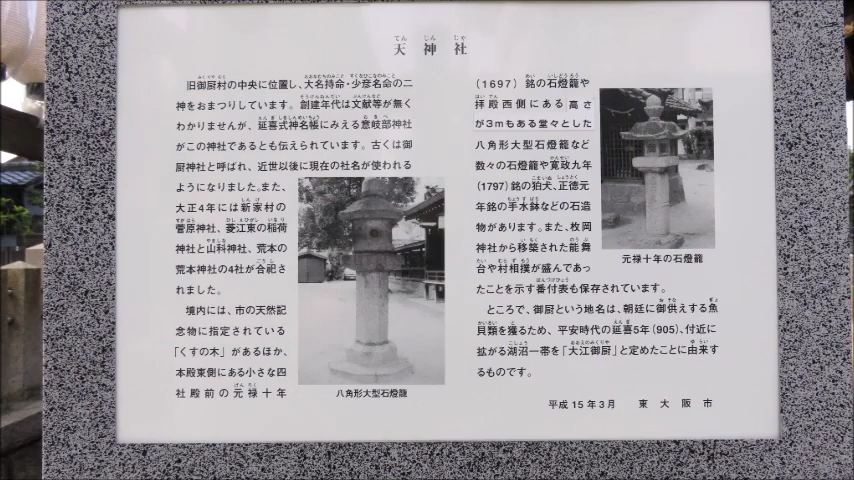 天神社
てんじんじゃ
旧御厨村の中央に位置し、大名持命・少彦名命の二
神をおまつりしています。創建年代は文献等が無く
わかりませんが、延喜式神名帳にみえる意岐部神社
がこの神社であるとも伝えられています。古くは御
厨神社と呼ばれ、近世以後に現在の社名が使われる
ようになりました。また、
大正4年には新家村の
菅原神社、菱江東の稲荷
神社と山科神社、荒本の
荒本神社の4社が合祀さ
れました。
境内には、市の天然記
念物に指定されている
「くすの木」があるほか、
本殿東側にある小さな四
社殿前の元禄十年
八角形大型石燈籠
(1697)銘の石燈籠や
拝殿西側にある高さ
が3mもある堂々とした
八角形大型石燈籠など
数々の石燈籠や寛政九年
(1797)銘の狛犬、正徳元
年銘の手水鉢などの石造
物があります。また、枚岡
神社から移築された能舞
台や村相撲が盛んであっ
たことを示す番付表も保存されています。
ところで、御厨という地名は、朝廷に御供えする魚
貝類を獲るため、平安時代の延喜5年(905)、付近に
拡がる湖沼一帯を「大江御厨」と定めたことに由来す
るものです。
元禄十年の石燈籠
平成15年3月 東大阪市